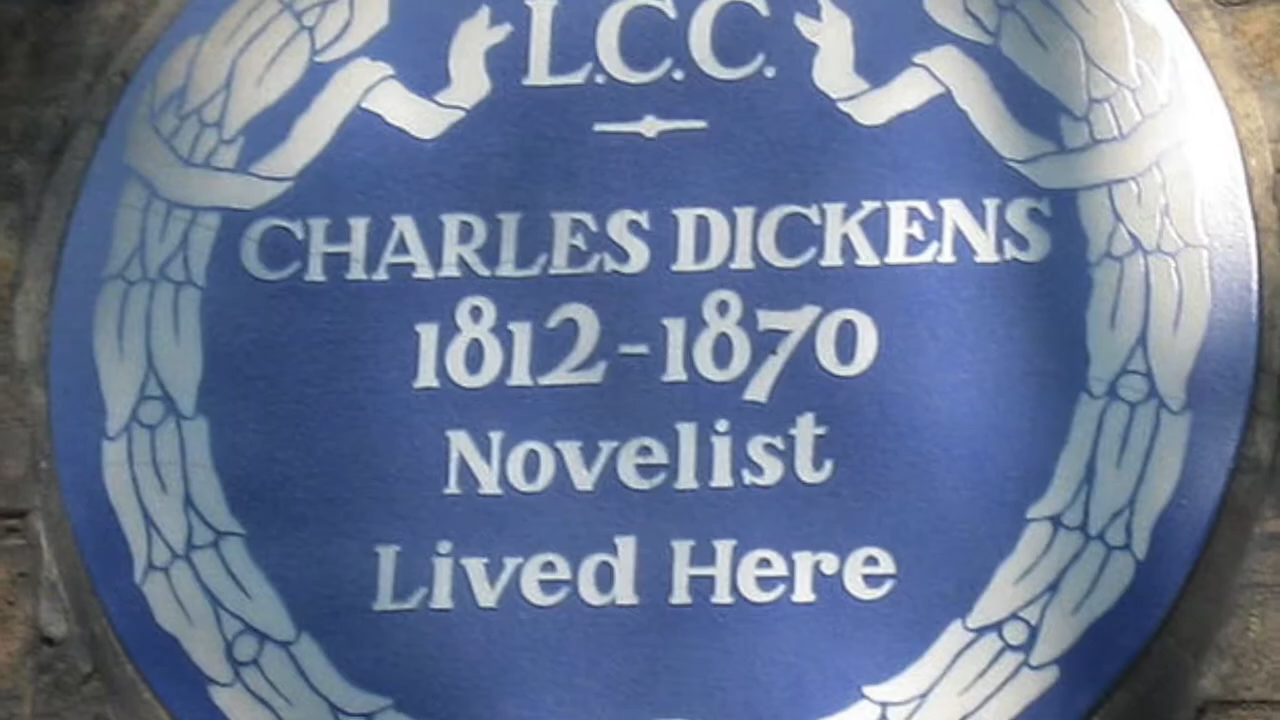 L.C.C.
CHARLES DICKENS
1812-1870
Novelist
Lived Here